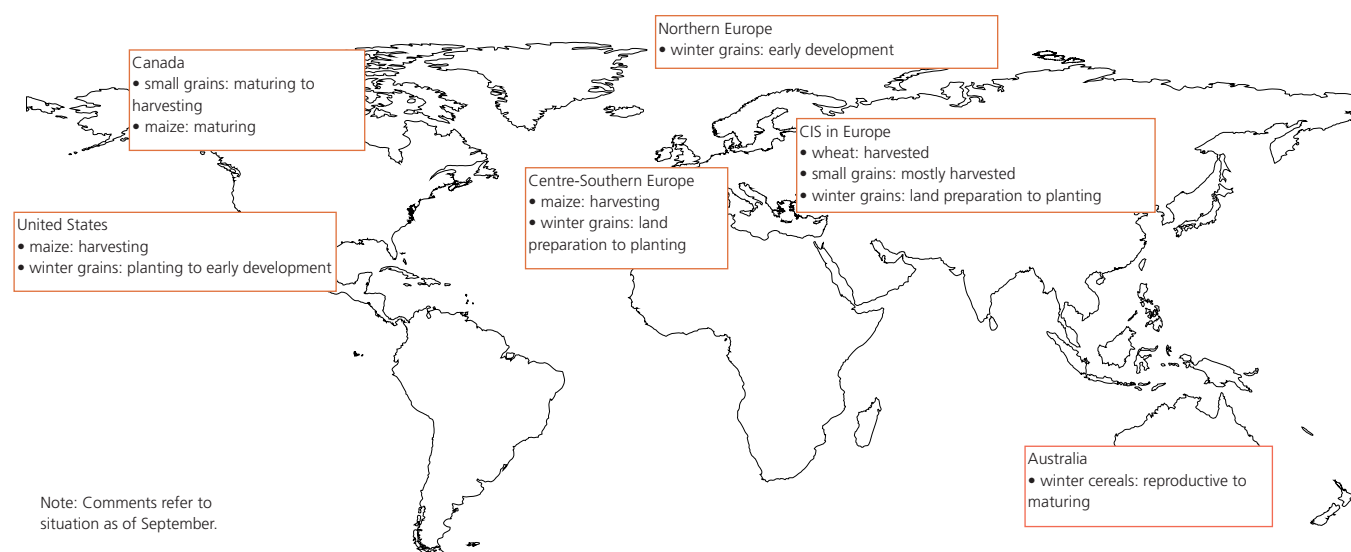 Northern Europe
• winter grains: early development
Canada
• small grains: maturing to
harvesting
• maize: maturing
CIS in Europe
• wheat: harvested
• small grains: mostly harvested
• winter grains: land preparation to planting
Centre-Southern Europe
• maize: harvesting
• winter grains: land
preparation to planting
United States
• maize: harvesting
• winter grains: planting to early development
Australia
• winter cereals: reproductive to
maturing
Note: Comments refer to
situation as of September.